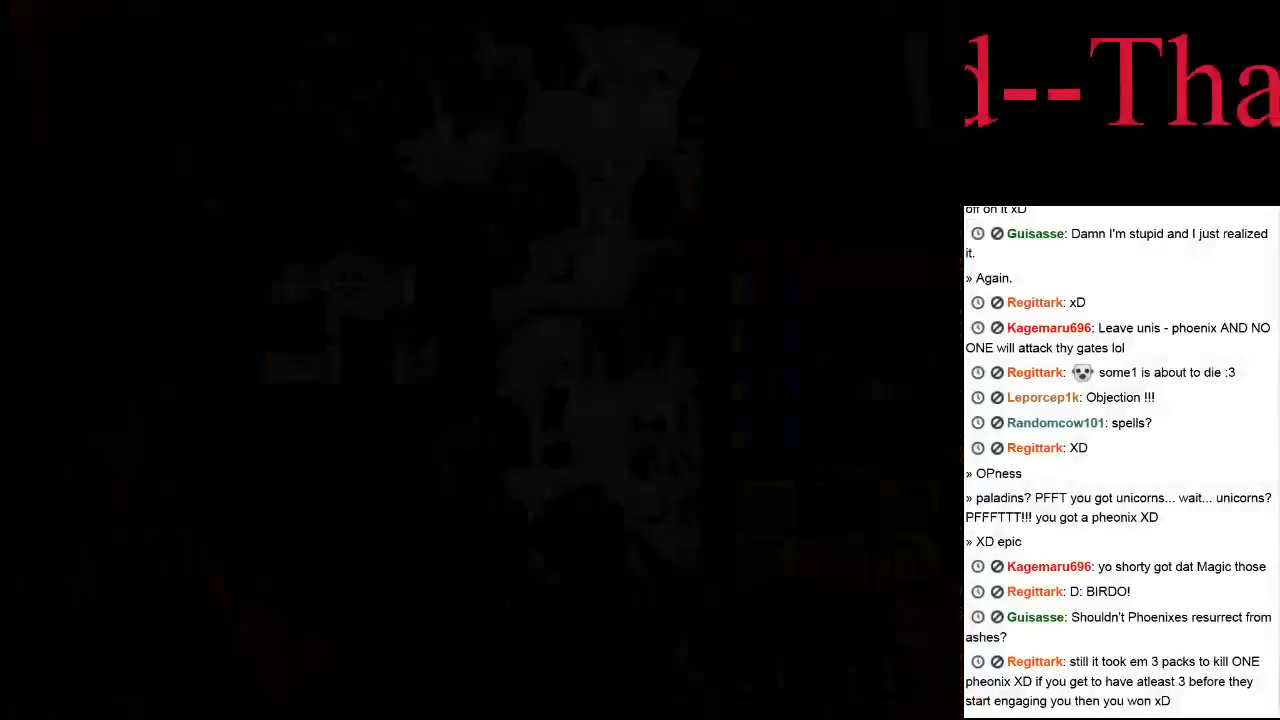 d--Tha
off on it xD
Guisasse: Damn I'm stupid and I just realized
it.
» Again.
Regittark: xD
Kagemaru696: Leave unis - phoenix AND NO
ONE will attack thy gates lol
Regittark: some1 is about to die :3
Leporcep1k: Objection !!!
Randomcow101: spells?
Regittark: XD
» OPness
» paladins? PFFT you got unicorns... wait... unicorns?
PFFFTTT!!! you got a pheonix XD
» XD epic
Kagemaru696: yo shorty got dat Magic those
Regittark: D: BIRDO!
Guisasse: Shouldn't Phoenixes resurrect from
ashes?
Regittark: still it took em 3 packs to kill ONE
pheonix XD if you get to have atleast 3 before they
start engaging you then you won xD